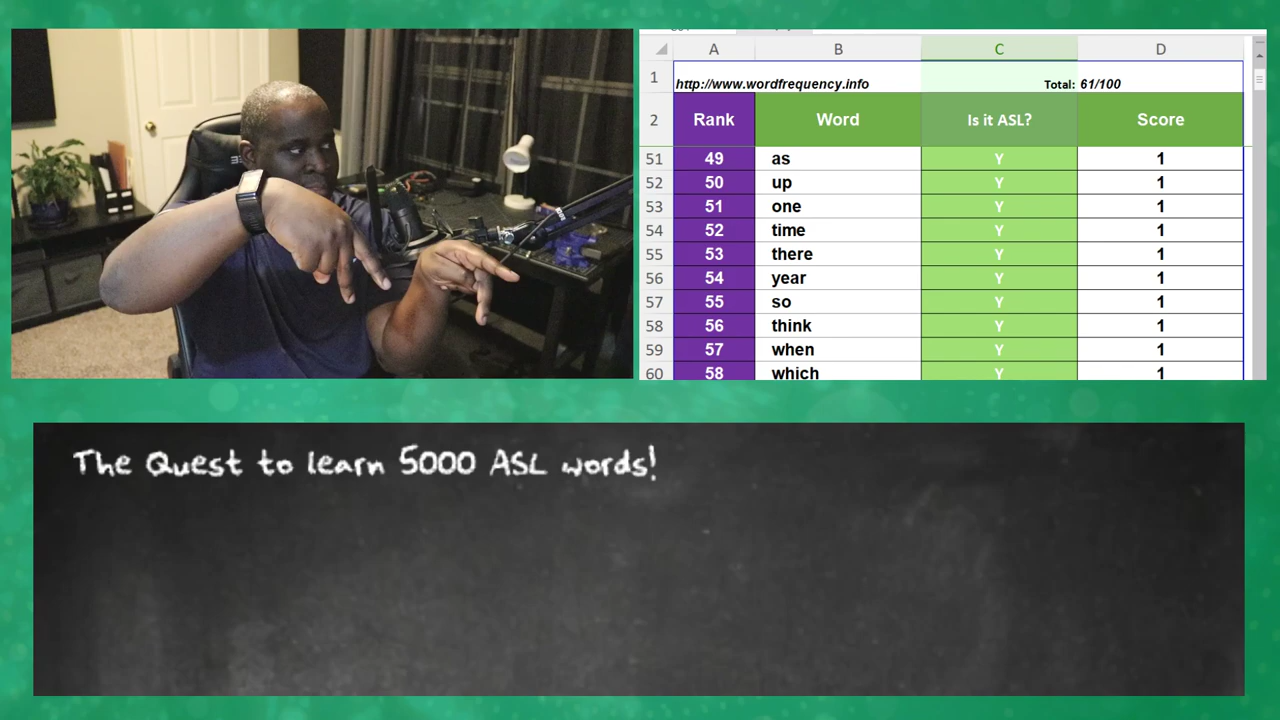 A B C D
1 http://www.wordfrequency.info Total: 61/100
2 Rank Word Is it ASL? Score
51 49 as Y 1
52 50 up Y 1
53 51 one Y 1
54 52 time Y 1
55 53 there Y 1
56 54 year Y 1
57 55 so Y 1
58 56 think Y 1
59 57 when Y 1
60 58 which Y 1
The Quest to learn 5000 ASL words!